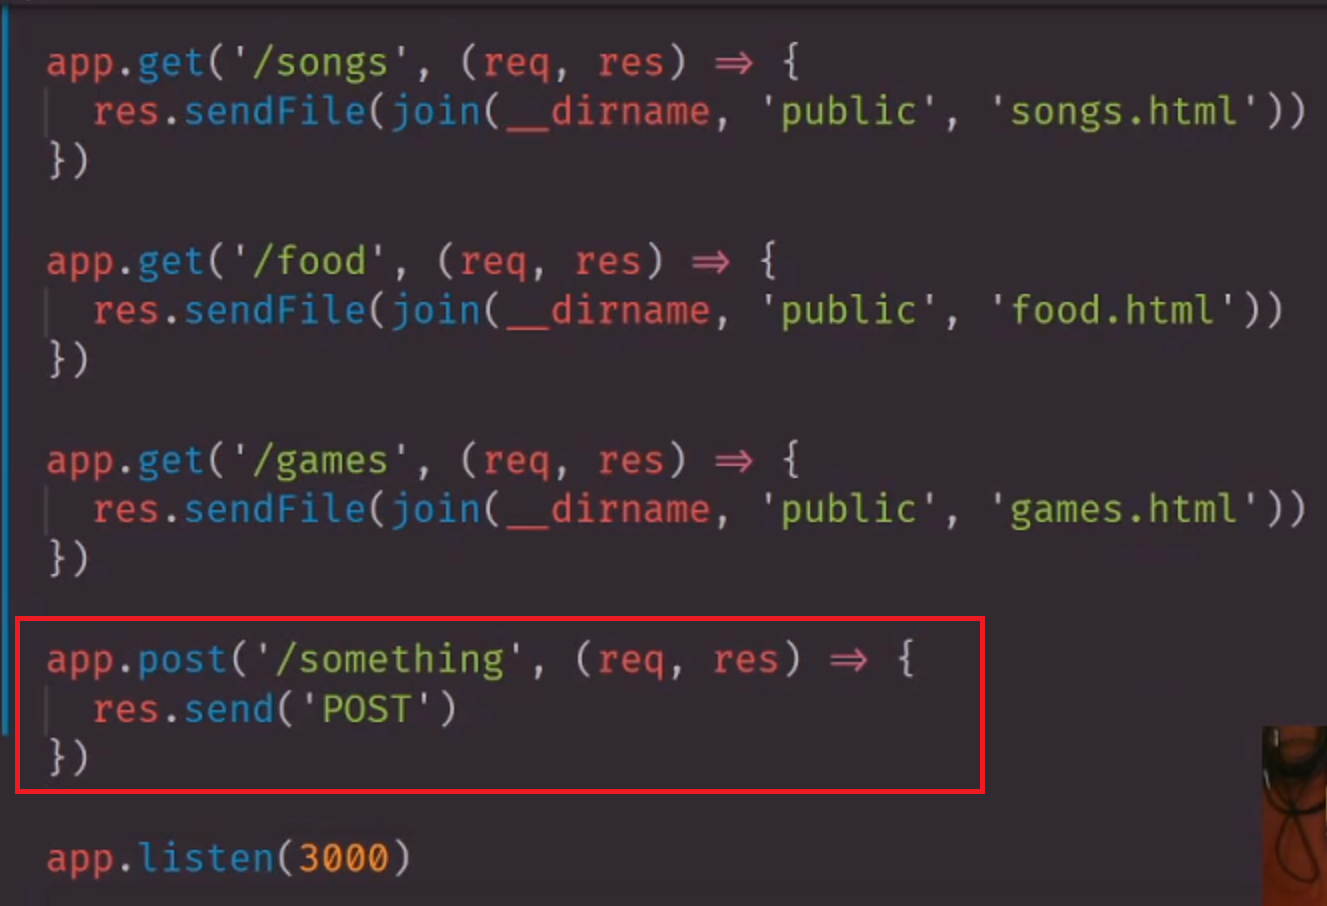 app.get('/songs', (req, res) => {
res.sendFile(join(__dirname, 'public', 'songs.html'))
})
app.get('/food', (req, res) => {
res.sendFile(join(__dirname, 'public', 'food.html'))
})
app.get('/games', (req, res) => {
res.sendFile(join(__dirname, 'public', 'games.html'))
})
app.post('/something', (req, res) => {
res.send('POST')
})
app.listen(3000)